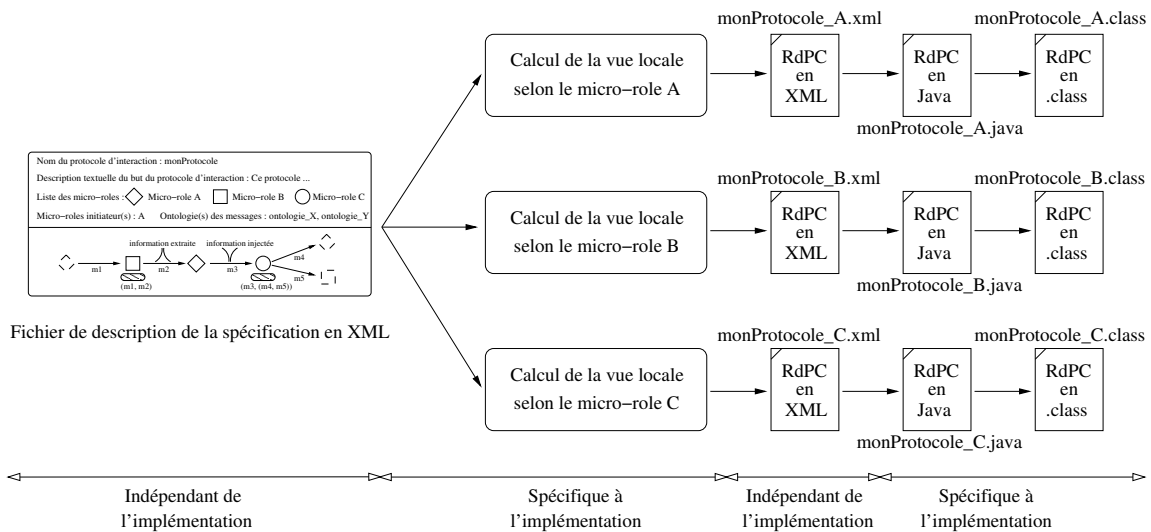 monProtocole_A.xml
monProtocole_A.class
Calcul de la vue locale
selon le micro−role A
RdPC
en
XML
RdPC
en
Java
RdPC
en
.class
monProtocole_A.java
Nom du protocole d’interaction : monProtocole
Description textuelle du but du protocole d’interaction : Ce protocole ...
Liste des micro−roles : Micro−role A Micro−role B Micro−role C
Micro−roles initiateur(s) : A Ontologie(s) des messages : ontologie_X, ontologie_Y
information extraite
information injectée
m1
m2
m3
m4
m5
(m1, m2)
(m3, (m4, m5))
Fichier de description de la spécification en XML
monProtocole_B.xml
monProtocole_B.class
Calcul de la vue locale
selon le micro−role B
RdPC
en
XML
RdPC
en
Java
RdPC
en
.class
monProtocole_B.java
monProtocole_C.xml
monProtocole_C.class
Calcul de la vue locale
selon le micro−role C
RdPC
en
XML
RdPC
en
Java
RdPC
en
.class
monProtocole_C.java
Indépendant de
l’implémentation
Spécifique à
l’implémentation
Indépendant de
l’implémentation
Spécifique à
l’implémentation